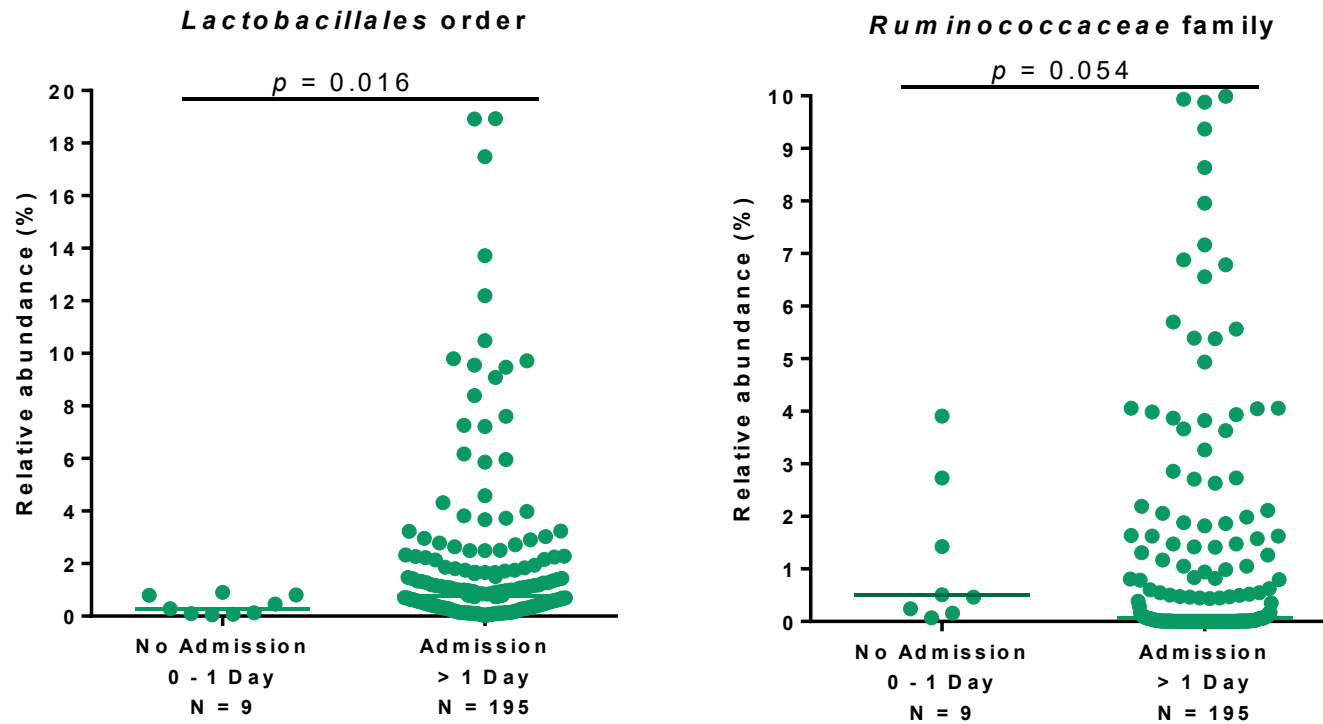 Lactobacillales order
p = 0.016
Relative abundance (%)
20
18
16
14
12
10
8
6
4
2
0
No Admission
0 - 1 Day
N = 9
Admission
> 1 Day
N = 195
Ruminococcaceae family
p = 0.054
Relative abundance (%)
10
9
8
7
6
5
4
3
2
1
0
No Admission
0 - 1 Day
N = 9
Admission
> 1 Day
N = 195